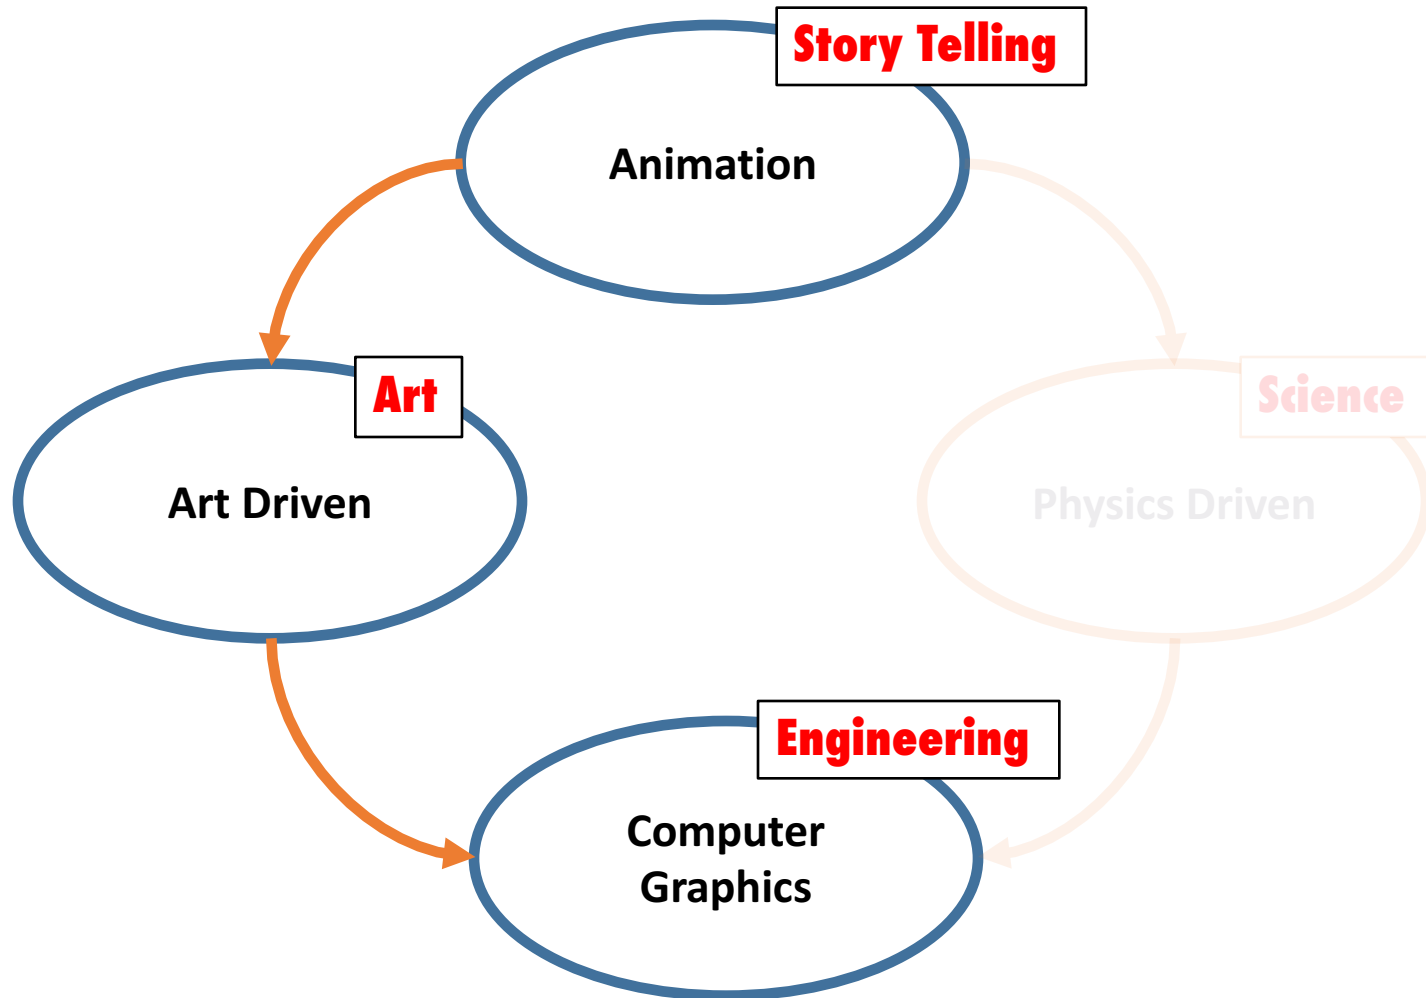 Story Telling
Animation
Art
Science
Art Driven
Physics Driven
Engineering
Computer
Graphics